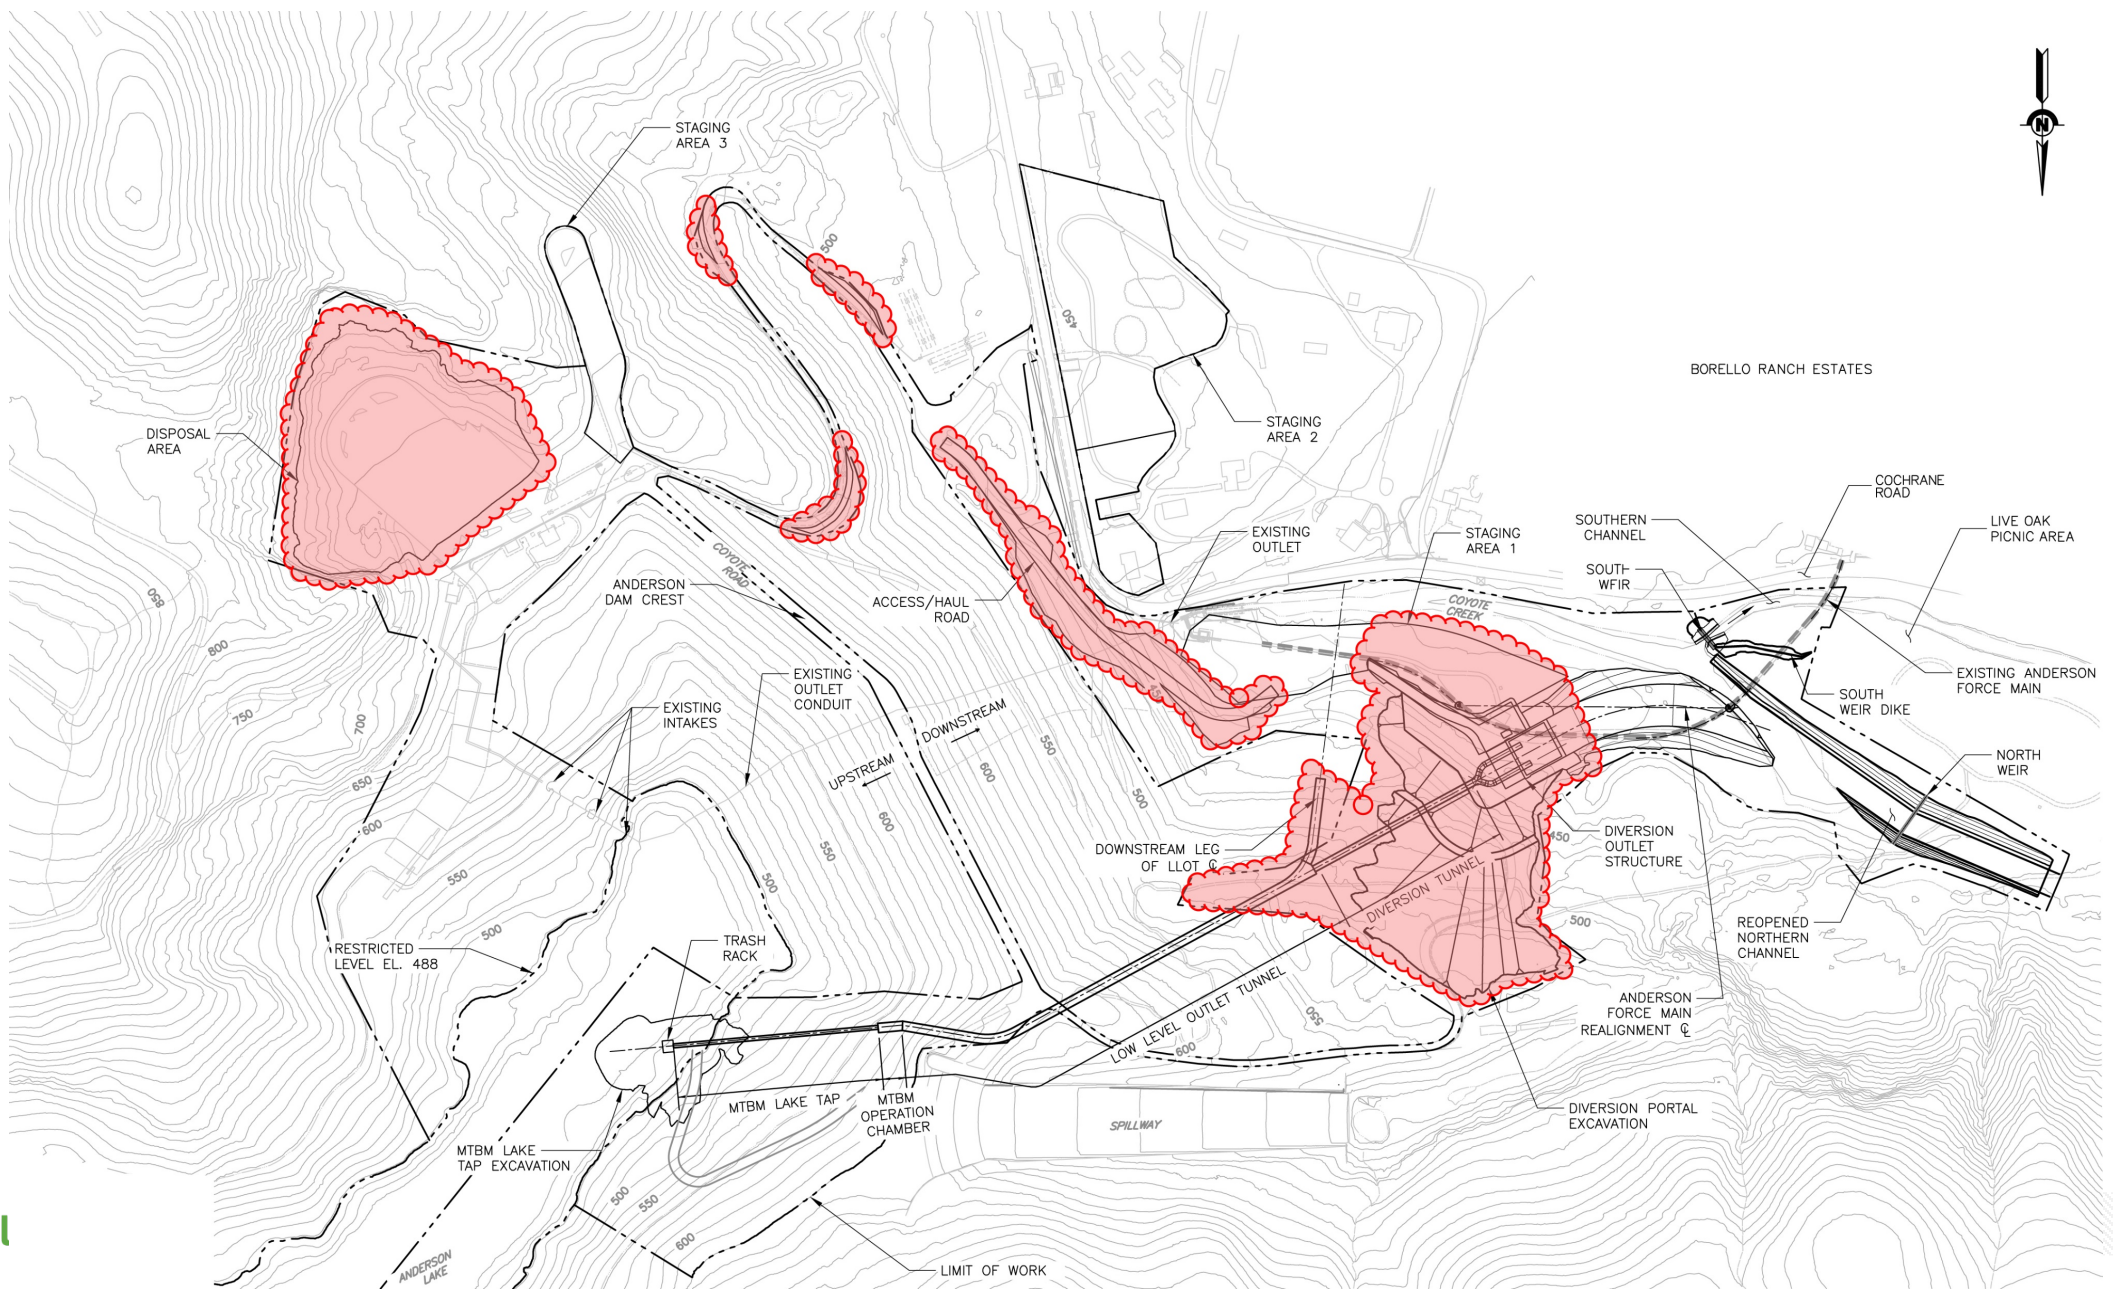 N
STAGING
AREA 3
500
450
BORELLO RANCH ESTATES
DISPOSAL
AREA
STAGING
AREA 2
COCHRANE
ROAD
SOUTHERN
CHANNEL
LIVE OAK
PICNIC AREA
EXISTING
OUTLET
STAGING
AREA 1
COYOTE
ROAD
ANDERSON
DAM CREST
ACCESS/HAUL
ROAD
SOUTH
WEIR
COYOTE
CREEK
850
800
750
700
650
600
550
500
EXISTING
OUTLET
CONDUIT
EXISTING
INTAKES
DOWNSTREAM
UPSTREAM
450
550
600
500
600
550
500
EXISTING ANDERSON
FORCE MAIN
SOUTH
WEIR DIKE
NORTH
WEIR
DOWNSTREAM LEG
OF LLOT ℄
DIVERSION TUNNEL
450
DIVERSION
OUTLET
STRUCTURE
500
REOPENED
NORTHERN
CHANNEL
RESTRICTED
LEVEL EL. 488
TRASH
RACK
LOW LEVEL OUTLET TUNNEL
550
600
ANDERSON
FORCE MAIN
REALIGNMENT ℄
MTBM LAKE TAP
MTBM
OPERATION
CHAMBER
SPILLWAY
DIVERSION PORTAL
EXCAVATION
MTBM LAKE
TAP EXCAVATION
500
550
600
ANDERSON
LAKE
LIMIT OF WORK